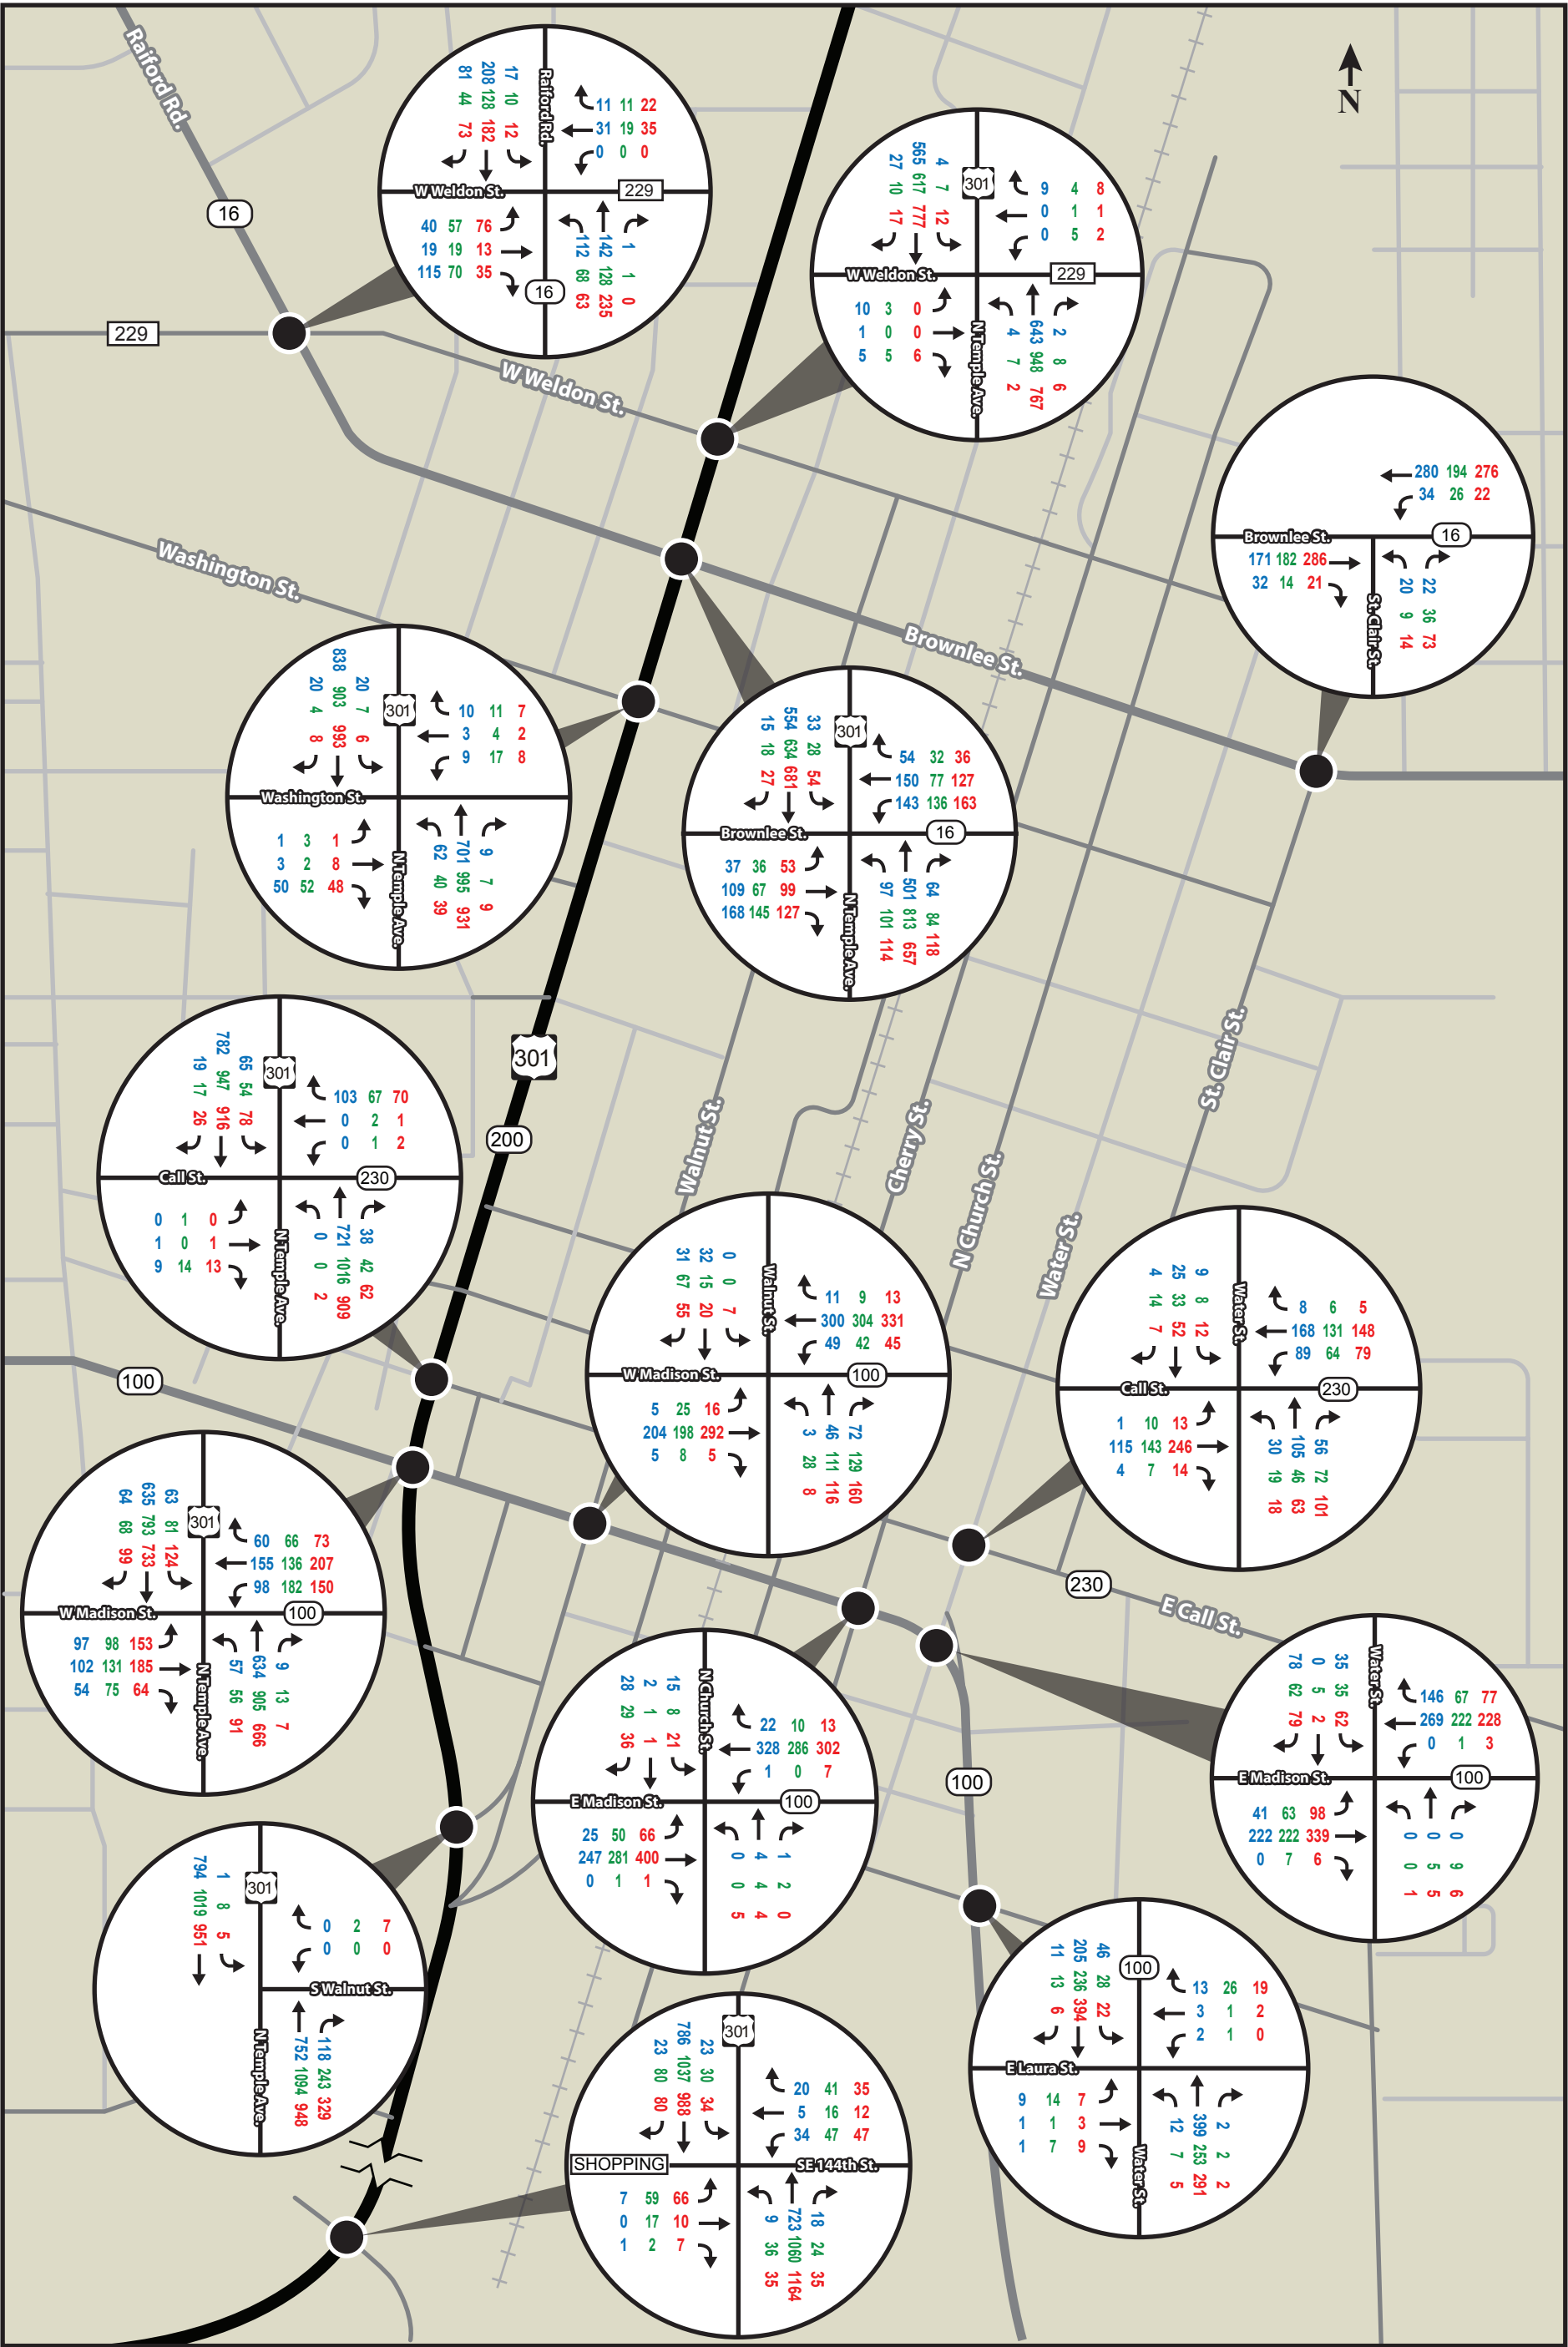 Raiford Rd.
N
16
229
81 208 17
44 128 10
73 182 12
Raiford Rd.
11 11 22
31 19 35
0 0 0
W Weldon St.
229
40 57 76
19 19 13
115 70 35
16
112 142 1
68 128 1
63 235 0
27 565 4
10 617 7
17 777 12
301
9 4 8
0 1 1
0 5 2
W Weldon St.
229
10 3 0
1 0 0
5 5 6
N Temple Ave.
4 643 2
7 948 8
2 767 6
W Weldon St.
280 194 276
34 26 22
Brownlee St.
16
171 182 286
32 14 21
St. Clair St.
20 22
9 36
14 73
Washington St.
Brownlee St.
20 838 20
4 903 7
8 993 6
301
10 11 7
3 4 2
9 17 8
Washington St.
1 3 1
3 2 8
50 52 48
N Temple Ave.
62 701 9
40 995 7
39 931 9
15 554 33
18 634 28
27 681 54
301
54 32 36
150 77 127
143 136 163
Brownlee St.
16
37 36 53
109 67 99
168 145 127
N Temple Ave.
97 501 64
101 813 84
114 657 118
19 782 65
17 947 54
26 916 78
301
103 67 70
0 2 1
0 1 2
Call St.
230
0 1 0
1 0 1
9 14 13
N Temple Ave.
0 721 38
0 1016 42
2 909 62
301
200
Walnut St.
Cherry St.
N Church St.
Water St.
St. Clair St.
31 32 0
67 15 0
55 20 7
Walnut St.
11 9 13
300 304 331
49 42 45
W Madison St.
100
5 25 16
204 198 292
5 8 5
3 46 72
28 111 129
8 116 160
4 25 9
14 33 8
7 52 12
Water St.
8 6 5
168 131 148
89 64 79
Call St.
230
1 10 13
115 143 246
4 7 14
30 105 56
19 46 72
18 63 101
100
64 635 63
68 793 81
99 733 124
301
60 66 73
155 136 207
98 182 150
W Madison St.
100
97 98 153
102 131 185
54 75 64
N Temple Ave.
57 634 9
56 905 13
91 666 7
230
E Call St.
28 2 15
29 1 8
36 1 21
N Church St.
22 10 13
328 286 302
1 0 7
E Madison St.
100
25 50 66
247 281 400
0 1 1
0 4 1
0 4 2
5 4 0
100
78 0 35
62 5 35
79 2 62
Water St.
146 67 77
269 222 228
0 1 3
E Madison St.
100
41 63 98
222 222 339
0 7 6
0 0 0
0 5 9
1 5 6
794 1
1019 8
951 5
301
0 2 7
0 0 0
S Walnut St.
N Temple Ave.
752 118
1094 243
948 329
11 205 46
13 236 28
6 394 22
100
13 26 19
3 1 2
2 1 0
E Laura St.
9 14 7
1 1 3
1 7 9
Water St.
12 399 2
7 253 2
5 291 2
23 786 23
80 1037 30
80 988 34
301
20 41 35
5 16 12
34 47 47
SHOPPING
SE 144th St.
7 59 66
0 17 10
1 2 7
9 723 18
36 1060 24
35 1164 35